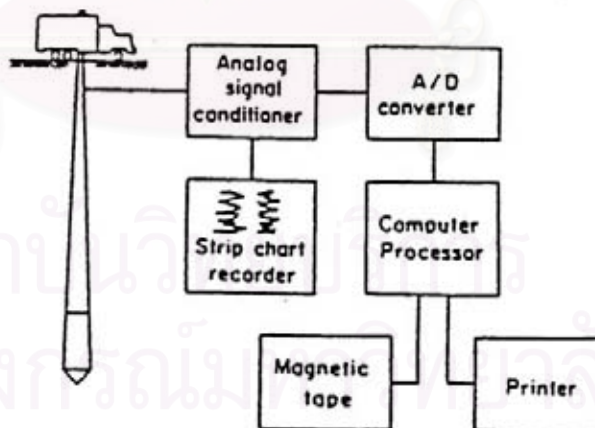 Analog
signal
conditioner
A/D
converter
Strip chart
recorder
Computer
Processor
Magnetic
tape
Printer